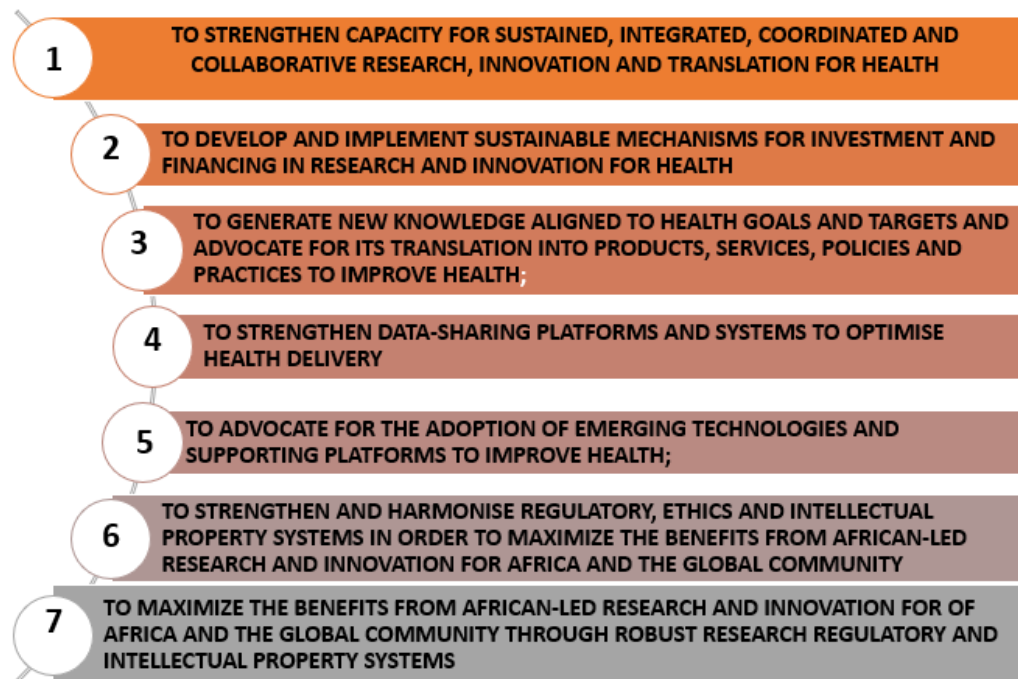 1
TO STRENGTHEN CAPACITY FOR SUSTAINED, INTEGRATED, COORDINATED AND
COLLABORATIVE RESEARCH, INNOVATION AND TRANSLATION FOR HEALTH
2
TO DEVELOP AND IMPLEMENT SUSTAINABLE MECHANISMS FOR INVESTMENT AND
FINANCING IN RESEARCH AND INNOVATION FOR HEALTH
3
TO GENERATE NEW KNOWLEDGE ALIGNED TO HEALTH GOALS AND TARGETS AND
ADVOCATE FOR ITS TRANSLATION INTO PRODUCTS, SERVICES, POLICIES AND
PRACTICES TO IMPROVE HEALTH;
4
TO STRENGTHEN DATA-SHARING PLATFORMS AND SYSTEMS TO OPTIMISE
HEALTH DELIVERY
5
TO ADVOCATE FOR THE ADOPTION OF EMERGING TECHNOLOGIES AND
SUPPORTING PLATFORMS TO IMPROVE HEALTH;
6
TO STRENGTHEN AND HARMONISE REGULATORY, ETHICS AND INTELLECTUAL
PROPERTY SYSTEMS IN ORDER TO MAXIMIZE THE BENEFITS FROM AFRICAN-LED
RESEARCH AND INNOVATION FOR AFRICA AND THE GLOBAL COMMUNITY
7
TO MAXIMIZE THE BENEFITS FROM AFRICAN-LED RESEARCH AND INNOVATION FOR OF
AFRICA AND THE GLOBAL COMMUNITY THROUGH ROBUST RESEARCH REGULATORY AND
INTELLECTUAL PROPERTY SYSTEMS